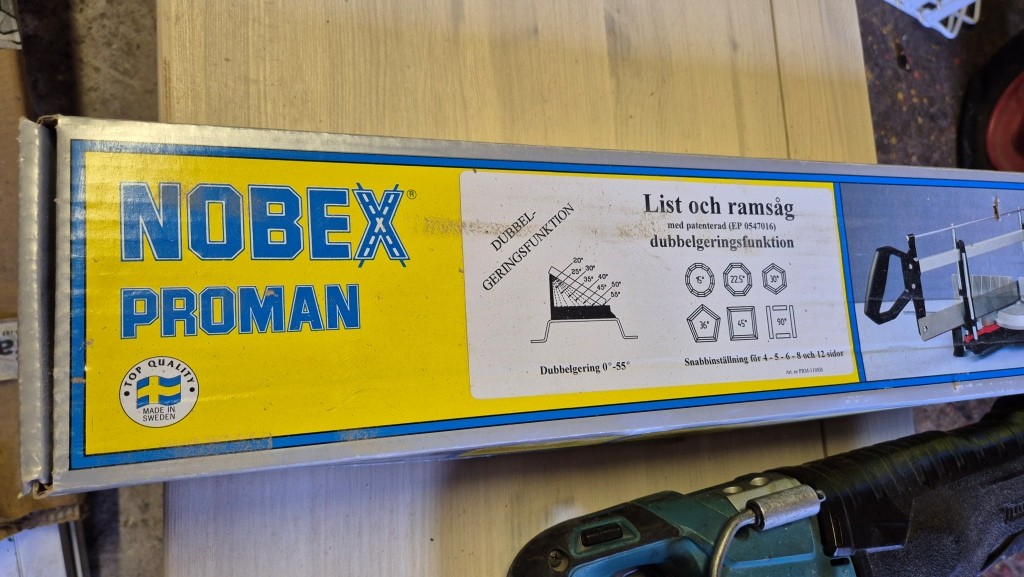 NOBEX®
PROMAN
TOP QUALITY
MADE IN
SWEDEN
DUBBEL-
GERINGSFUNKTION
20°
25° 30°
35° 40°
45° 50°
55°
Dubbelgering 0°-55°
List och ramsåg
med patenterad (EP 0547016)
dubbelgeringsfunktion
15° 22.5° 30°
36° 45° 90°
Snabbinställning för 4 - 5 - 6 - 8 och 12 sidor
Art. nr